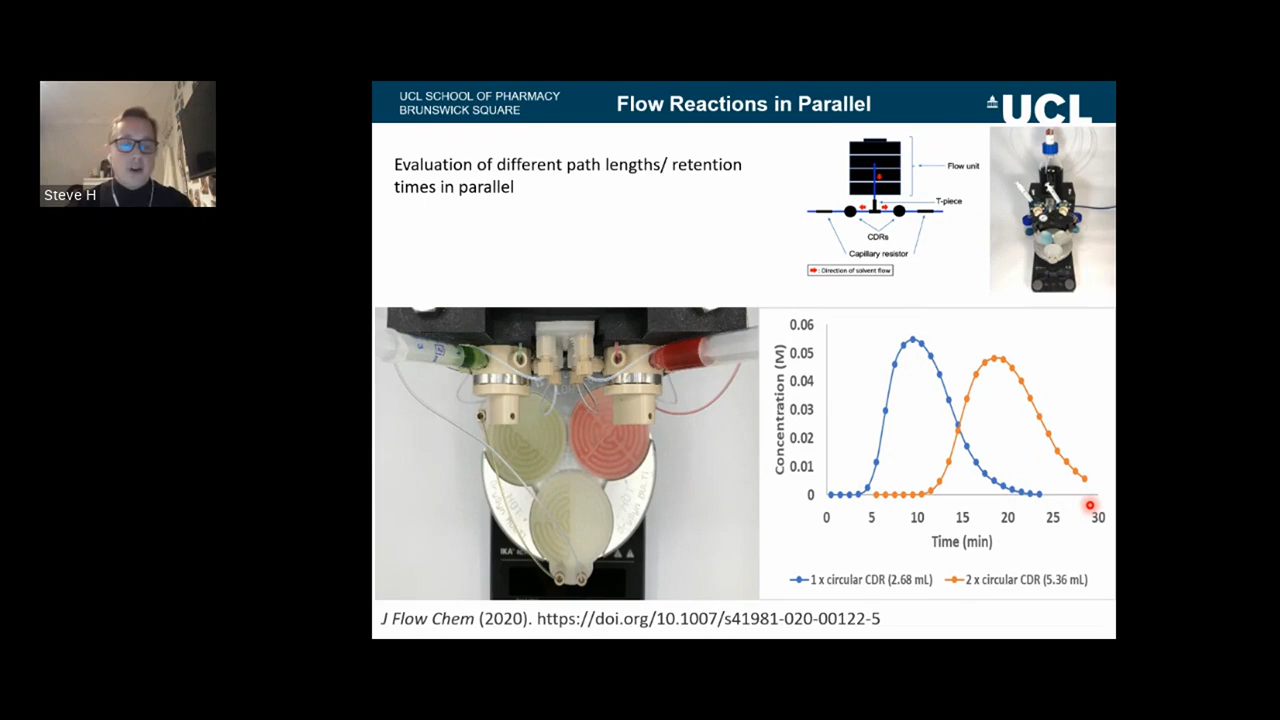 Steve H
UCL SCHOOL OF PHARMACY
BRUNSWICK SQUARE
Flow Reactions in Parallel
UCL
Evaluation of different path lengths/ retention
times in parallel
Flow unit
T-piece
CDRs
Capillary resistor
: Direction of solvent flow
0.06
0.05
0.04
0.03
0.02
0.01
0
Concentration (M)
0 5 10 15 20 25 30
Time (min)
1 x circular CDR (2.68 mL) 2 x circular CDR (5.36 mL)
J Flow Chem (2020). https://doi.org/10.1007/s41981-020-00122-5